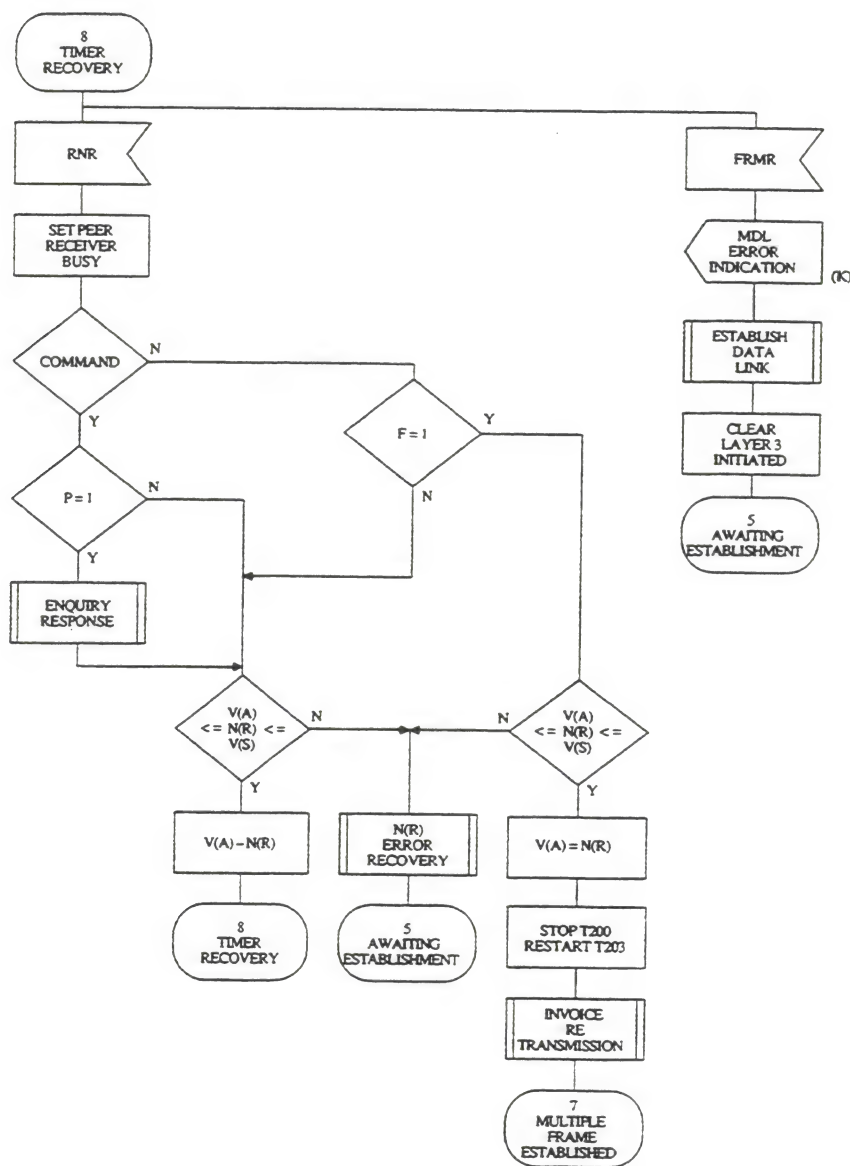 8
TIMER
RECOVERY
RNR
FRMR
SET PEER
RECEIVER
BUSY
MDL
ERROR
INDICATION
(K)
COMMAND
N
Y
ESTABLISH
DATA
LINK
F = 1
Y
N
CLEAR
LAYER 3
INITIATED
P = 1
N
Y
5
AWAITING
ESTABLISHMENT
ENQUIRY
RESPONSE
V(A)
<= N(R) <=
V(S)
N
Y
V(A)
<= N(R) <=
V(S)
N
Y
V(A) - N(R)
N(R)
ERROR
RECOVERY
V(A) = N(R)
8
TIMER
RECOVERY
5
AWAITING
ESTABLISHMENT
STOP T200
RESTART T203
INVOICE
RE
TRANSMISSION
7
MULTIPLE
FRAME
ESTABLISHED